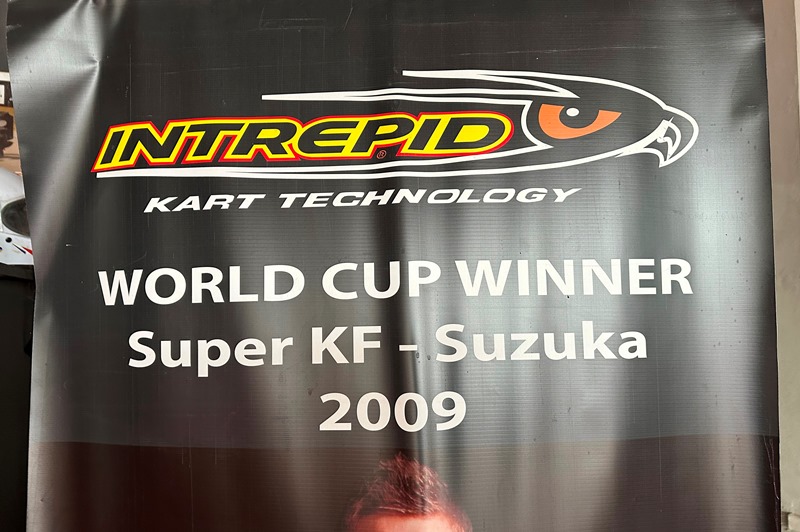 INTREPID ®
KART TECHNOLOGY
WORLD CUP WINNER
Super KF - Suzuka
2009